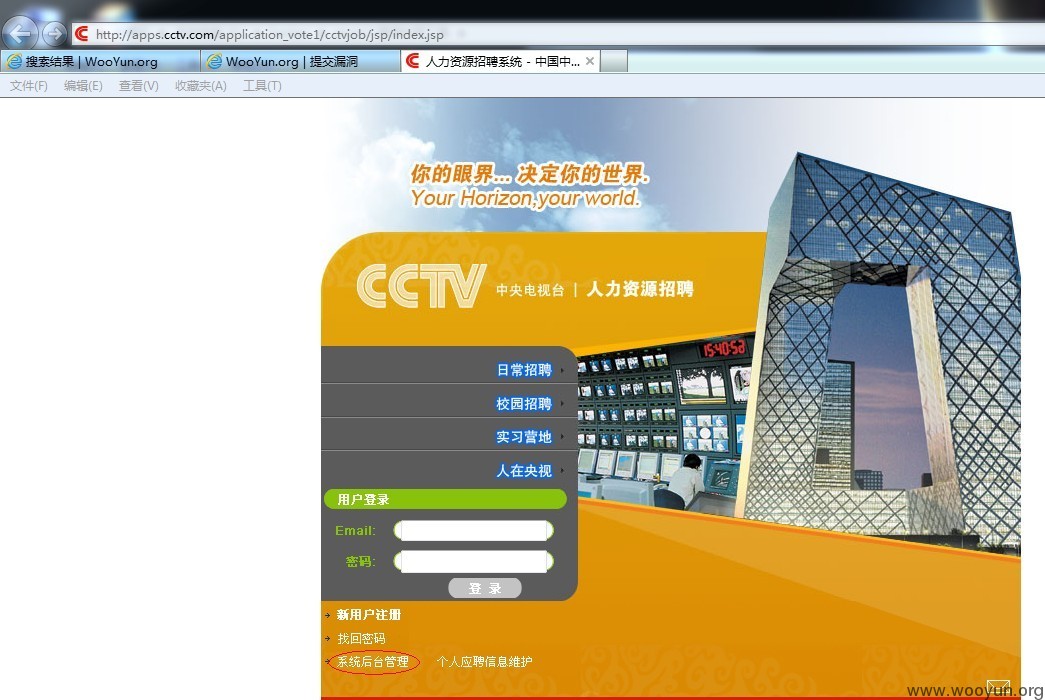 http://apps.cctv.com/application_vote1/cctvjob/jsp/index.jsp
搜索结果 | WooYun.org
WooYun.org | 提交漏洞
人力资源招聘系统 - 中国中...
文件(F) 编辑(E) 查看(V) 收藏夹(A) 工具(T)
你的眼界... 决定你的世界.
Your Horizon,your world.
CCTV 中央电视台 | 人力资源招聘
15:40:53
日常招聘
校园招聘
实习营地
人在央视
用户登录
Email:
密码:
登 录
新用户注册
找回密码
系统后台管理 个人应聘信息维护
www.wooyun.org